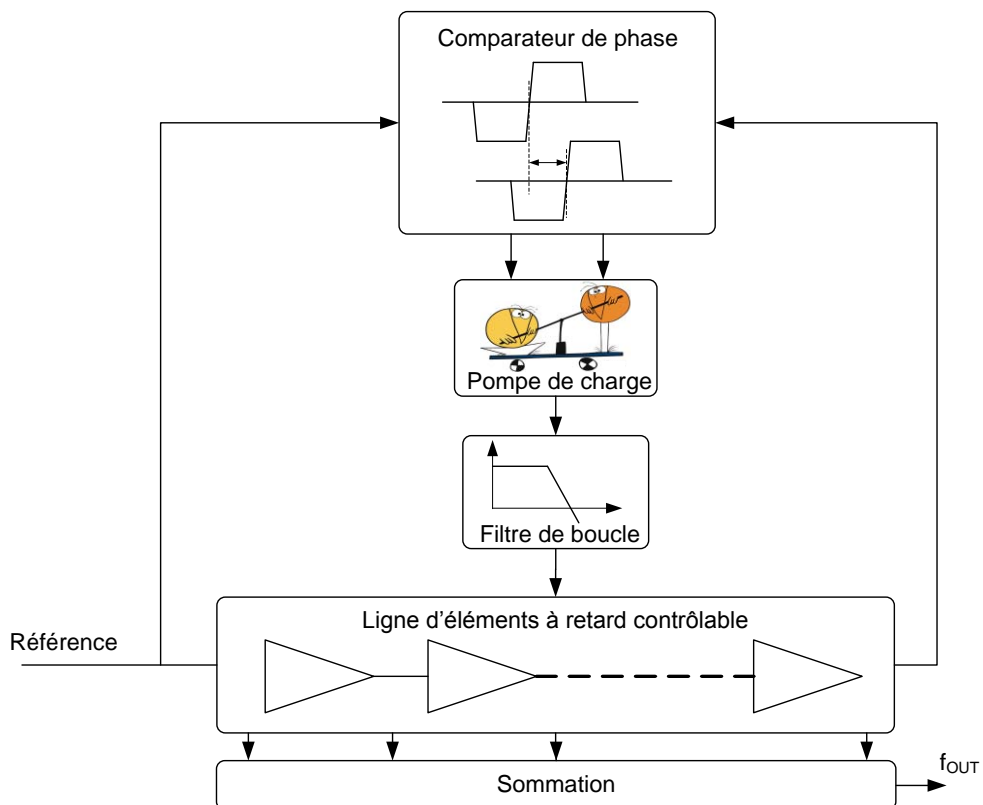 Comparateur de phase
Pompe de charge
Filtre de boucle
Ligne d'éléments à retard contrôlable
Référence
Sommation
fOUT